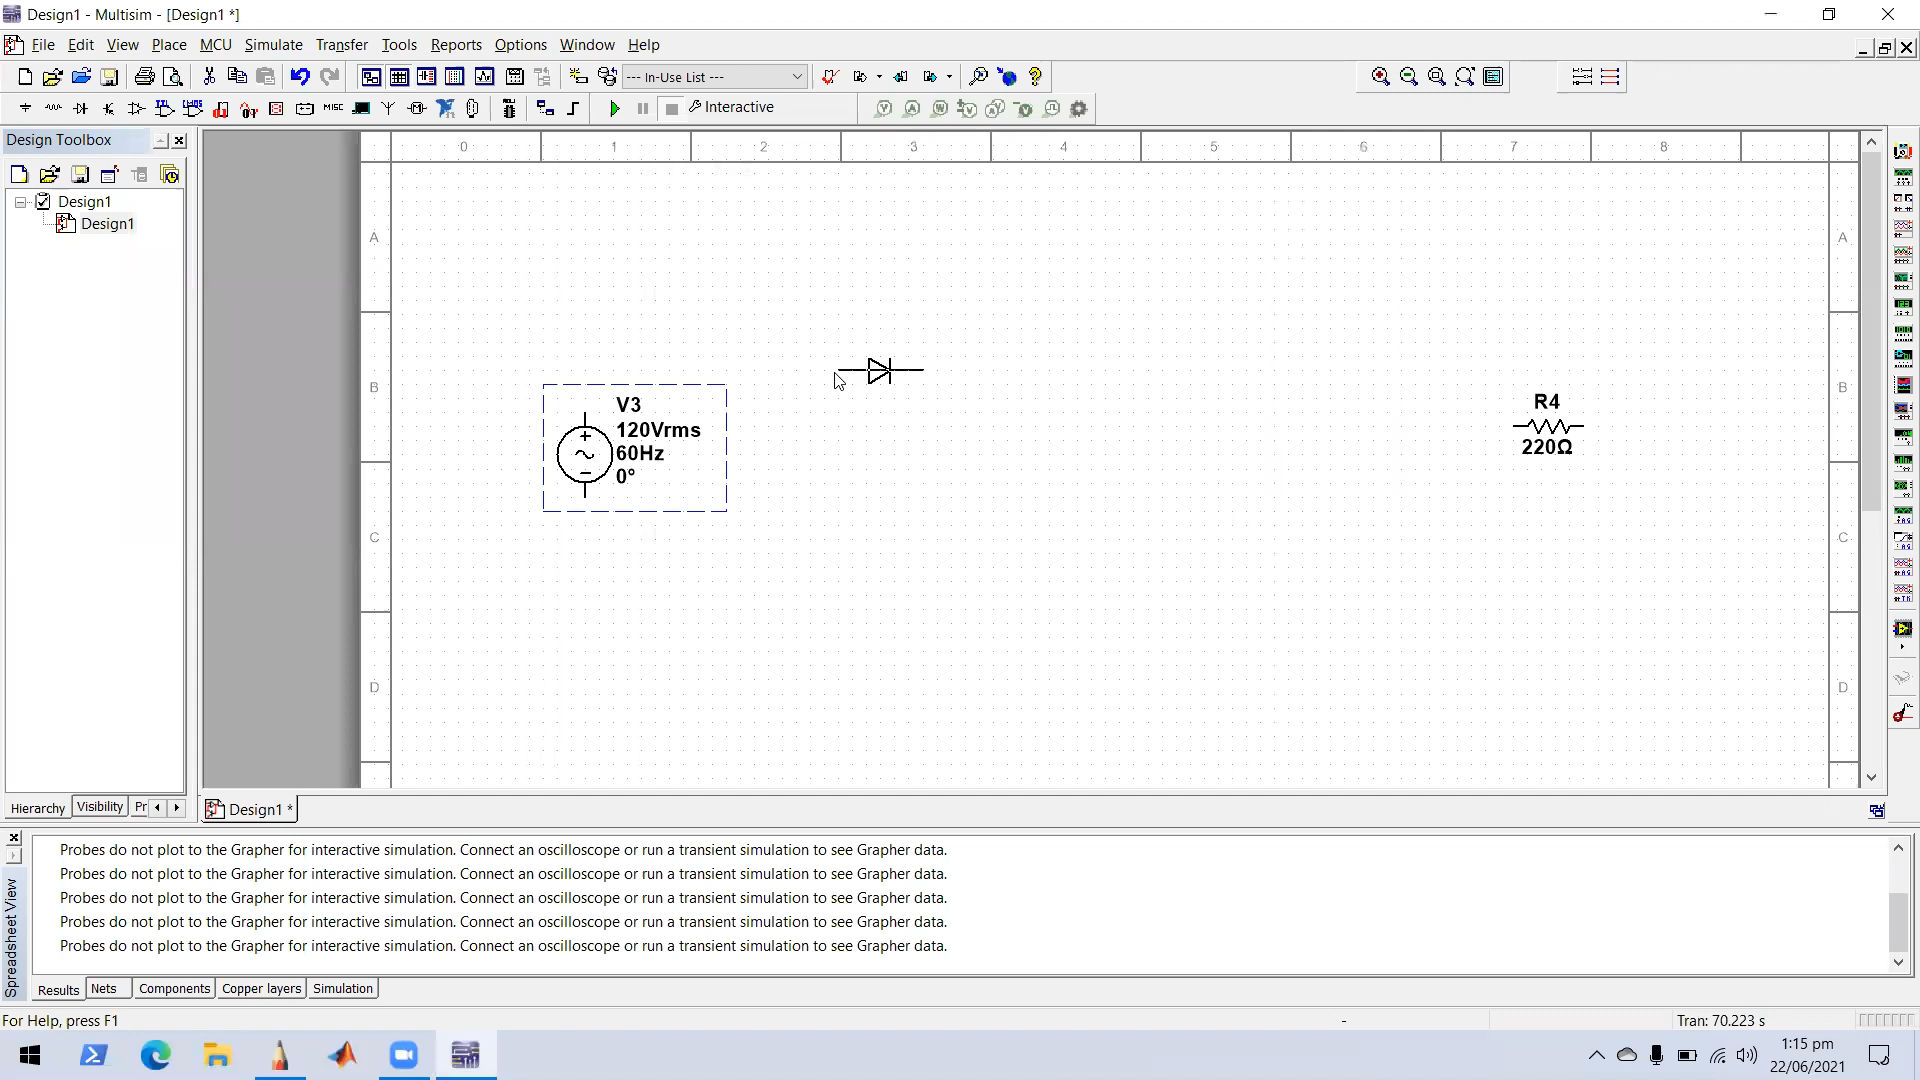 Design1 - Multisim - [Design1 *]
File Edit View Place MCU Simulate Transfer Tools Reports Options Window Help
--- In-Use List ---
MISC Interactive
Design Toolbox
0 1 2 3 4 5 6 7 8
Design1
Design1
A A
B B
V3
120Vrms
60Hz
0°
R4
220Ω
C C
D D
Hierarchy Visibility Pr
Design1 *
Probes do not plot to the Grapher for interactive simulation. Connect an oscilloscope or run a transient simulation to see Grapher data.
Probes do not plot to the Grapher for interactive simulation. Connect an oscilloscope or run a transient simulation to see Grapher data.
Probes do not plot to the Grapher for interactive simulation. Connect an oscilloscope or run a transient simulation to see Grapher data.
Probes do not plot to the Grapher for interactive simulation. Connect an oscilloscope or run a transient simulation to see Grapher data.
Probes do not plot to the Grapher for interactive simulation. Connect an oscilloscope or run a transient simulation to see Grapher data.
Spreadsheet View
Results Nets Components Copper layers Simulation
For Help, press F1 - Tran: 70.223 s
1:15 pm
22/06/2021